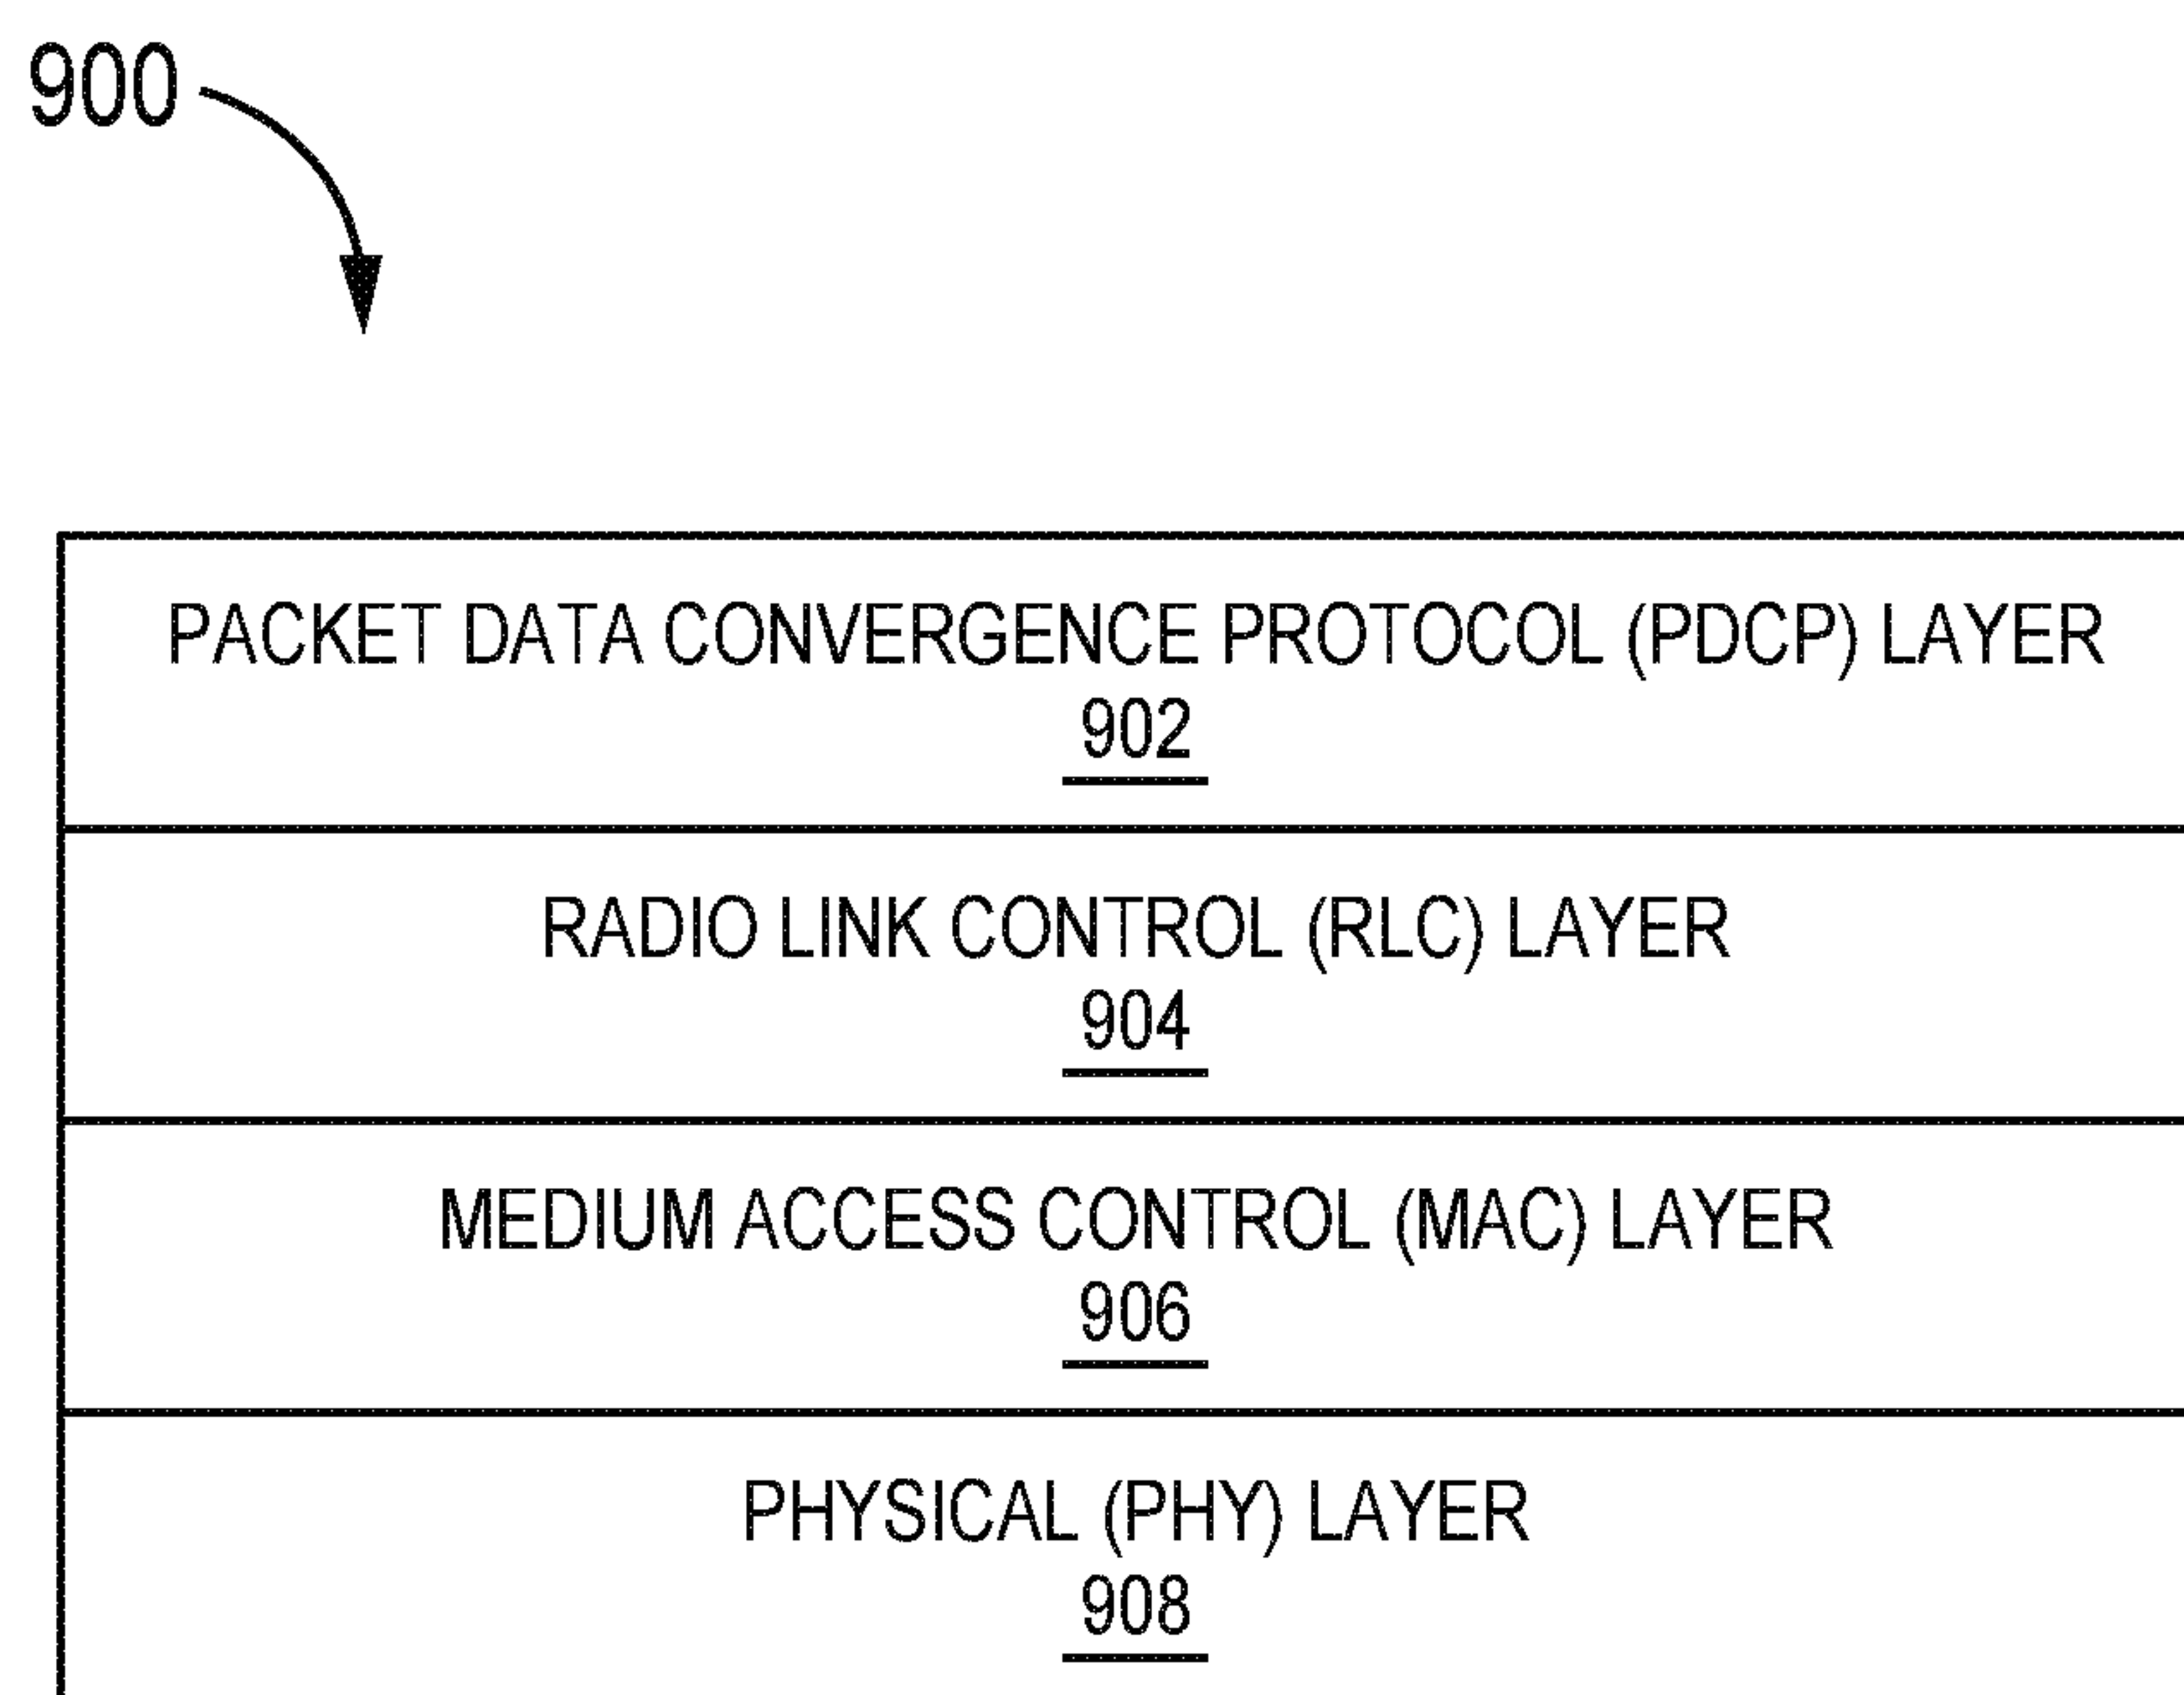 900
PACKET DATA CONVERGENCE PROTOCOL (PDCP) LAYER
902
RADIO LINK CONTROL (RLC) LAYER
904
MEDIUM ACCESS CONTROL (MAC) LAYER
906
PHYSICAL (PHY) LAYER
908